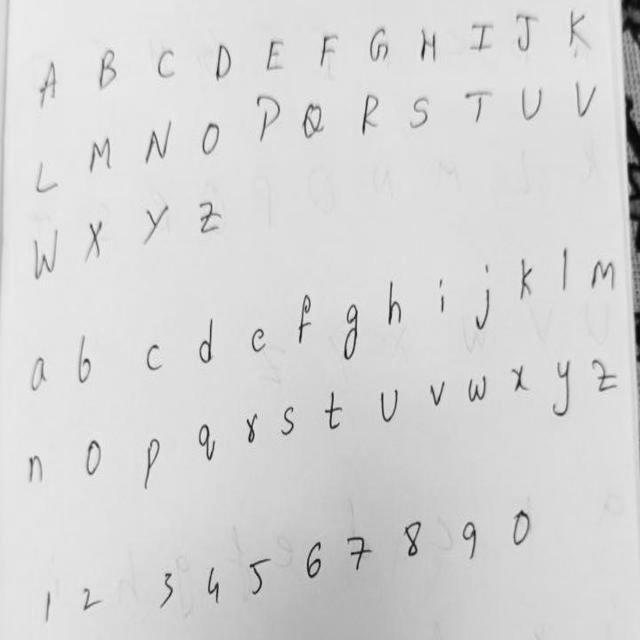 A B C D E F G H I J K
L M N O P Q R S T U V
W X Y Z
a b c d e f g h i j k l m
n o p q r s t u v w x y z
1 2 3 4 5 6 7 8 9 0